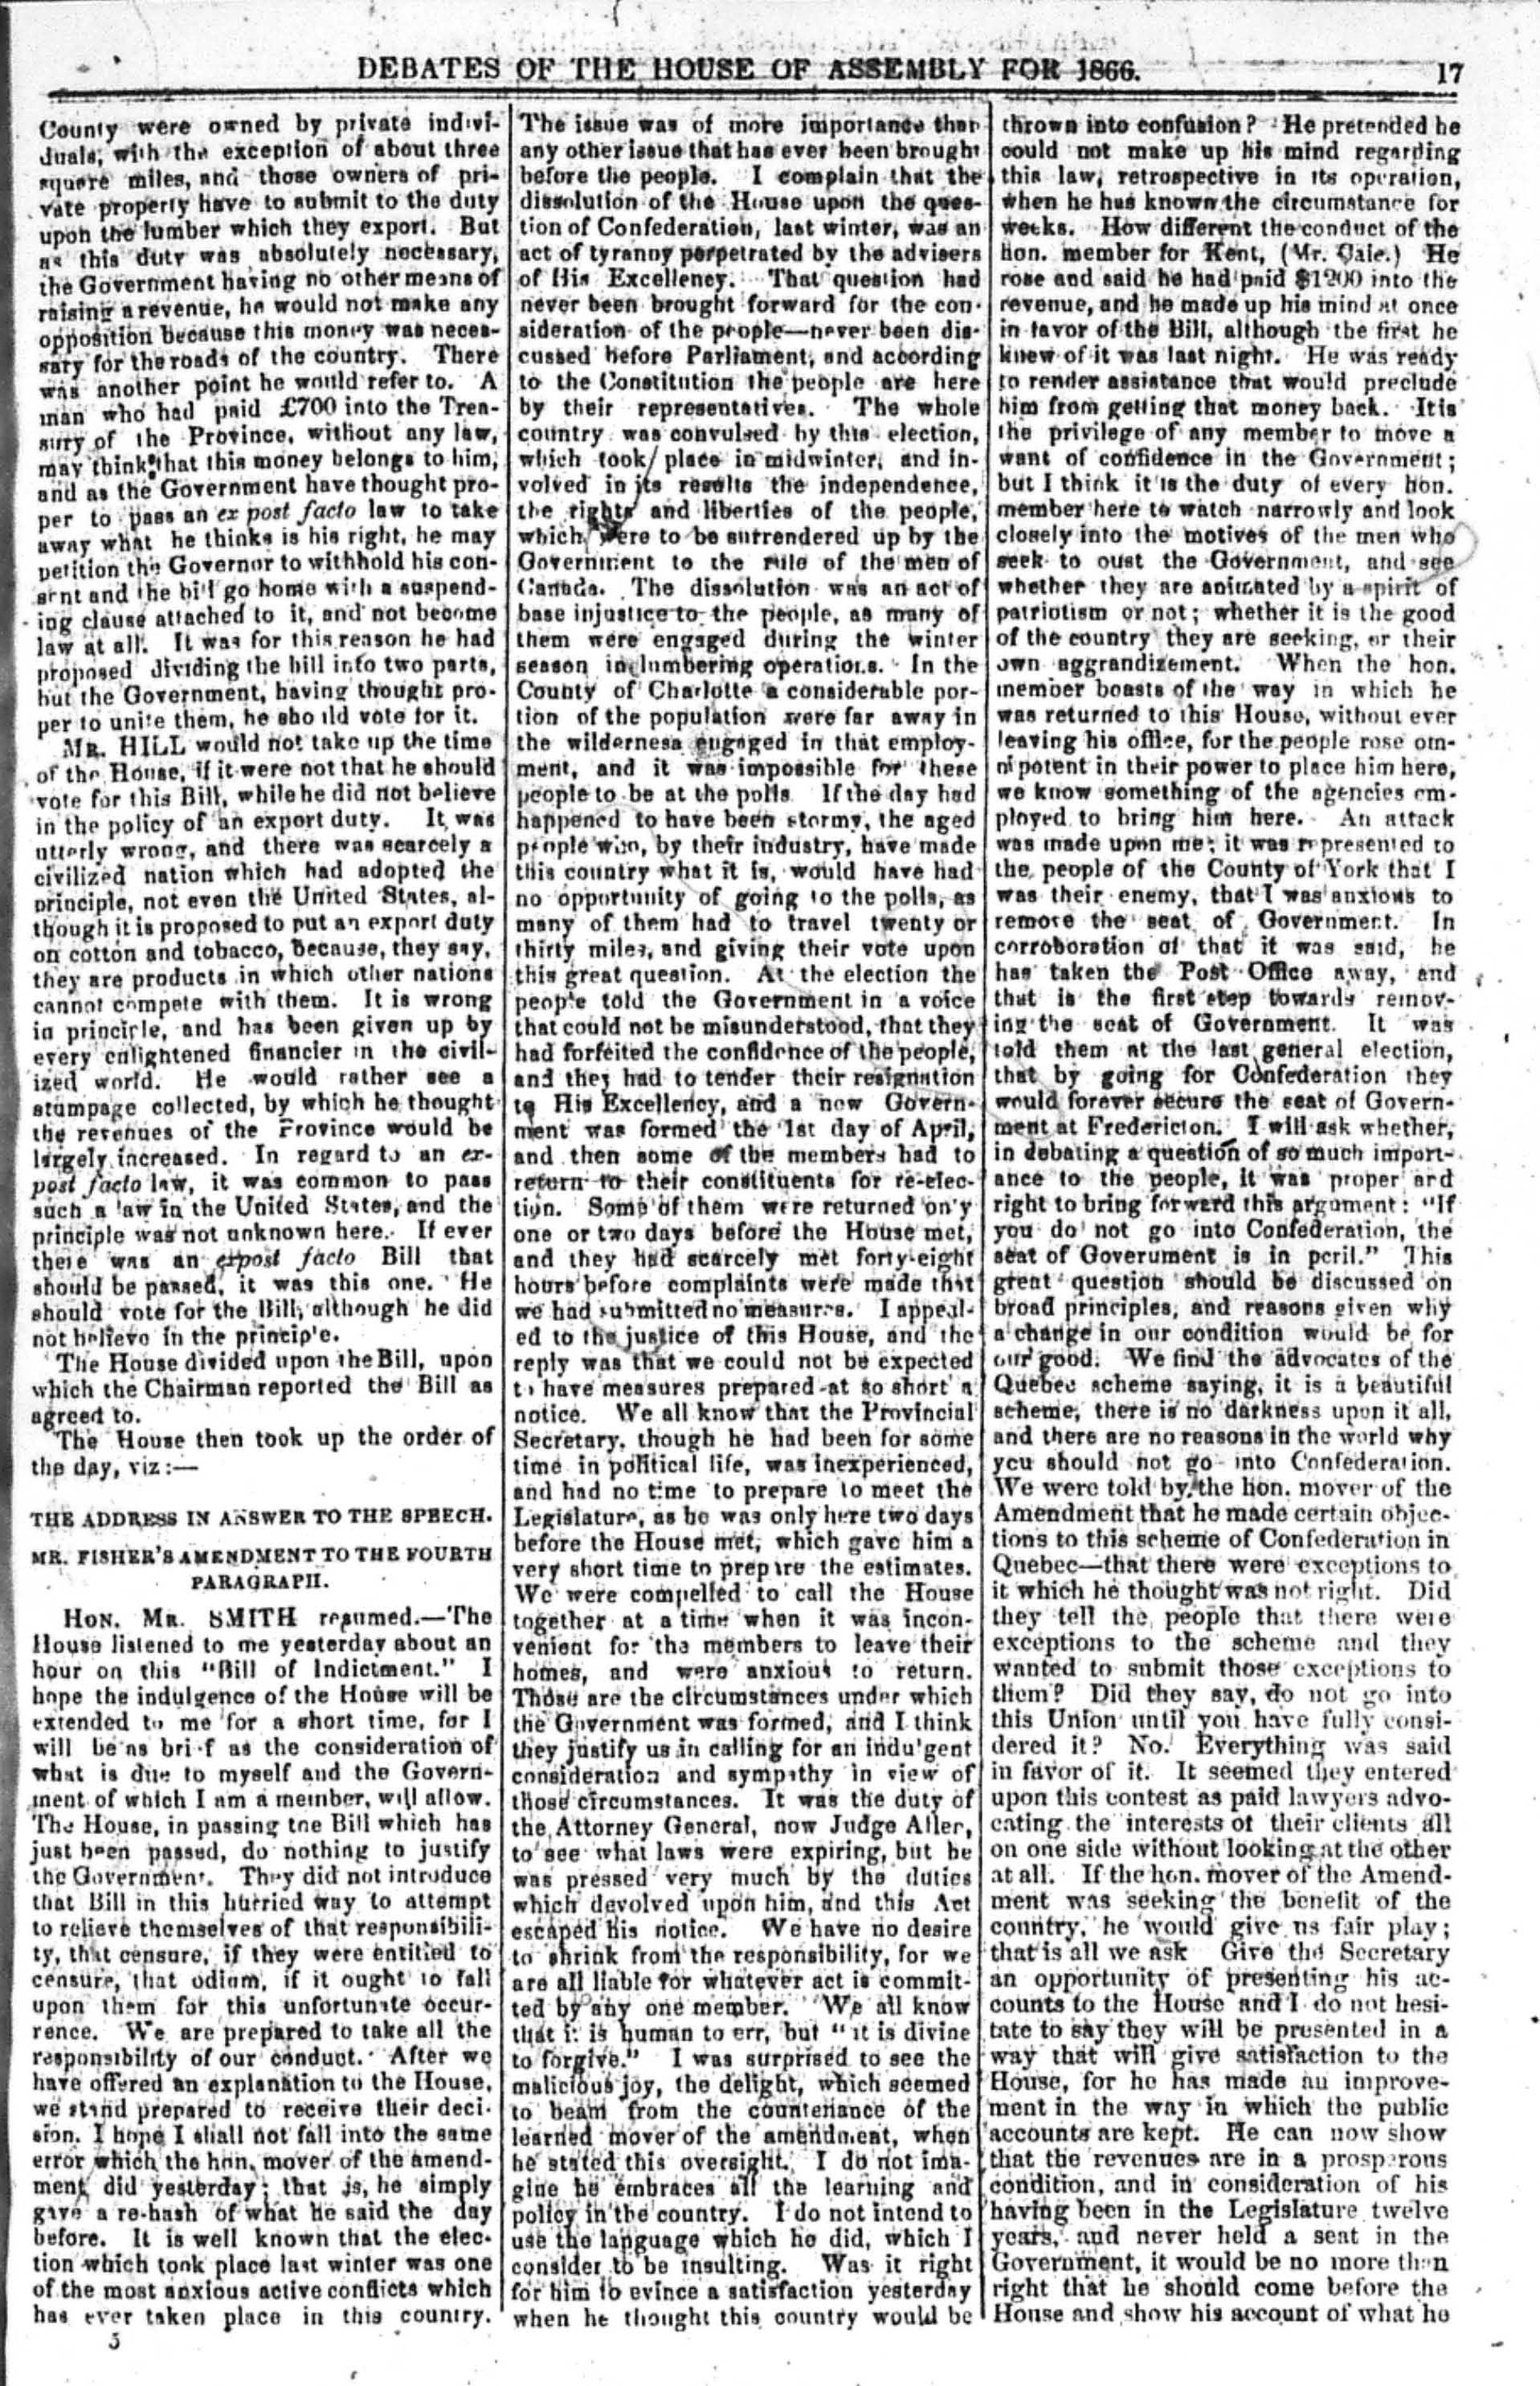 DEBATES OF THE HOUSE OF ASSEMBLY FOR 1866. 17
County were owned by private indivi-
duals, with the exception of about three
square miles, and those owners of pri-
vate property have to submit to the duty
upon the lumber which they export. But
as this duty was absolutely necessary,
the Government having no other means of
raising a revenue, he would not make any
opposition because this money was neces-
sary for the roads of the country. There
was another point he would refer to. A
man who had paid £700 into the Trea-
sury of the Province, without any law,
may think that this money belongs to him,
and as the Government have thought pro-
per to pass an ex post facto law to take
away what he thinks is his right, he may
petition the Governor to withhold his con-
sent and the bill go home with a suspend-
ing clause attached to it, and not become
law at all. It was for this reason he had
proposed dividing the bill into two parts,
but the Government, having thought pro-
per to unite them, he should vote for it.
MR. HILL would not take up the time
of the House, if it were not that he should
vote for this Bill, while he did not believe
in the policy of an export duty. It was
utterly wrong, and there was scarcely a
civilized nation which had adopted the
principle, not even the United States, al-
though it is proposed to put an export duty
on cotton and tobacco, because, they say,
they are products in which other nations
cannot compete with them. It is wrong
in principle, and has been given up by
every enlightened financier in the civil-
ized world. He would rather see a
stumpage collected, by which he thought
the revenues of the Province would be
largely increased. In regard to an ex-
post facto law, it was common to pass
such a law in the United States, and the
principle was not unknown here. If ever
there was an expost facto Bill that
should be passed, it was this one. He
should vote for the Bill, although he did
not believe in the principle.
The House divided upon the Bill, upon
which the Chairman reported the Bill as
agreed to.
The House then took up the order of
the day, viz:—
THE ADDRESS IN ANSWER TO THE SPEECH.
MR. FISHER'S AMENDMENT TO THE FOURTH
PARAGRAPH.
HON. MR. SMITH resumed.—The
House listened to me yesterday about an
hour on this "Bill of Indictment." I
hope the indulgence of the House will be
extended to me for a short time, for I
will be as brief as the consideration of
what is due to myself and the Govern-
ment of which I am a member, will allow.
The House, in passing the Bill which has
just been passed, do nothing to justify
the Government. They did not introduce
that Bill in this hurried way to attempt
to relieve themselves of that responsibili-
ty, that censure, if they were entitled to
censure, that odium, if it ought to fall
upon them for this unfortunate occur-
rence. We are prepared to take all the
responsibility of our conduct. After we
have offered an explanation to the House,
we stand prepared to receive their deci-
sion. I hope I shall not fall into the same
error which the hon. mover of the amend-
ment did yesterday; that is, he simply
gave a re-hash of what he said the day
before. It is well known that the elec-
tion which took place last winter was one
of the most anxious active conflicts which
has ever taken place in this country.
5
The issue was of more importance than
any other issue that has ever been brought
before the people. I complain that the
dissolution of the House upon the ques-
tion of Confederation, last winter, was an
act of tyranny perpetrated by the advisers
of His Excellency. That question had
never been brought forward for the con-
sideration of the people—never been dis-
cussed before Parliament, and according
to the Constitution the people are here
by their representatives. The whole
country was convulsed by this election,
which took place in midwinter, and in-
volved in its results the independence,
the rights and liberties of the people,
which were to be surrendered up by the
Government to the rule of the men of
Canada. The dissolution was an act of
base injustice to the people, as many of
them were engaged during the winter
season in lumbering operations. In the
County of Charlotte a considerable por-
tion of the population were far away in
the wilderness engaged in that employ-
ment, and it was impossible for these
people to be at the polls. If the day had
happened to have been stormy, the aged
people who, by their industry, have made
this country what it is, would have had
no opportunity of going to the polls, as
many of them had to travel twenty or
thirty miles, and giving their vote upon
this great question. At the election the
people told the Government in a voice
that could not be misunderstood, that they
had forfeited the confidence of the people,
and they had to tender their resignation
to His Excellency, and a new Govern-
ment was formed the 1st day of April,
and then some of the members had to
return to their constituents for re-elec-
tion. Some of them were returned only
one or two days before the House met,
and they had scarcely met forty-eight
hours before complaints were made that
we had submitted no measures. I appeal-
ed to the justice of this House, and the
reply was that we could not be expected
to have measures prepared at so short a
notice. We all know that the Provincial
Secretary, though he had been for some
time in political life, was inexperienced,
and had no time to prepare to meet the
Legislature, as he was only here two days
before the House met, which gave him a
very short time to prepare the estimates.
We were compelled to call the House
together at a time when it was incon-
venient for the members to leave their
homes, and were anxious to return.
Those are the circumstances under which
the Government was formed, and I think
they justify us in calling for an indulgent
consideration and sympathy in view of
those circumstances. It was the duty of
the Attorney General, now Judge Allen,
to see what laws were expiring, but he
was pressed very much by the duties
which devolved upon him, and this Act
escaped his notice. We have no desire
to shrink from the responsibility, for we
are all liable for whatever act is commit-
ted by any one member. We all know
that it is human to err, but "it is divine
to forgive." I was surprised to see the
malicious joy, the delight, which seemed
to beam from the countenance of the
learned mover of the amendment, when
he stated this oversight. I do not ima-
gine he embraces all the learning and
policy in the country. I do not intend to
use the language which he did, which I
consider to be insulting. Was it right
for him to evince a satisfaction yesterday
when he thought this country would be
thrown into confusion? He pretended he
could not make up his mind regarding
this law, retrospective in its operation,
when he has known the circumstance for
weeks. How different the conduct of the
hon. member for Kent, (Mr. Caie.) He
rose and said he had paid $1200 into the
revenue, and he made up his mind at once
in favor of the Bill, although the first he
knew of it was last night. He was ready
to render assistance that would preclude
him from getting that money back. It is
the privilege of any member to move a
want of confidence in the Government;
but I think it is the duty of every hon.
member here to watch narrowly and look
closely into the motives of the men who
seek to oust the Government, and see
whether they are animated by a spirit of
patriotism or not; whether it is the good
of the country they are seeking, or their
own aggrandizement. When the hon.
member boasts of the way in which he
was returned to this House, without ever
leaving his office, for the people rose om-
nipotent in their power to place him here,
we know something of the agencies em-
ployed to bring him here. An attack
was made upon me; it was represented to
the people of the County of York that I
was their enemy, that I was anxious to
remove the seat of Government. In
corroboration of that it was said, he
has taken the Post Office away, and
that is the first step towards remov-
ing the seat of Government. It was
told them at the last general election,
that by going for Confederation they
would forever secure the seat of Govern-
ment at Fredericton. I will ask whether,
in debating a question of so much import-
ance to the people, it was proper and
right to bring forward this argument: "If
you do not go into Confederation, the
seat of Government is in peril." This
great question should be discussed on
broad principles, and reasons given why
a change in our condition would be for
our good. We find the advocates of the
Quebec scheme saying, it is a beautiful
scheme, there is no darkness upon it all,
and there are no reasons in the world why
you should not go into Confederation.
We were told by the hon. mover of the
Amendment that he made certain objec-
tions to this scheme of Confederation in
Quebec—that there were exceptions to
it which he thought was not right. Did
they tell the people that there were
exceptions to the scheme and they
wanted to submit those exceptions to
them? Did they say, do not go into
this Union until you have fully consi-
dered it? No. Everything was said
in favor of it. It seemed they entered
upon this contest as paid lawyers advo-
cating the interests of their clients all
on one side without looking at the other
at all. If the hon. mover of the Amend-
ment was seeking the benefit of the
country, he would give us fair play;
that is all we ask Give the Secretary
an opportunity of presenting his ac-
counts to the House and I do not hesi-
tate to say they will be presented in a
way that will give satisfaction to the
House, for he has made an improve-
ment in the way in which the public
accounts are kept. He can now show
that the revenues are in a prosperous
condition, and in consideration of his
having been in the Legislature twelve
years, and never held a seat in the
Government, it would be no more than
right that he should come before the
House and show his account of what he